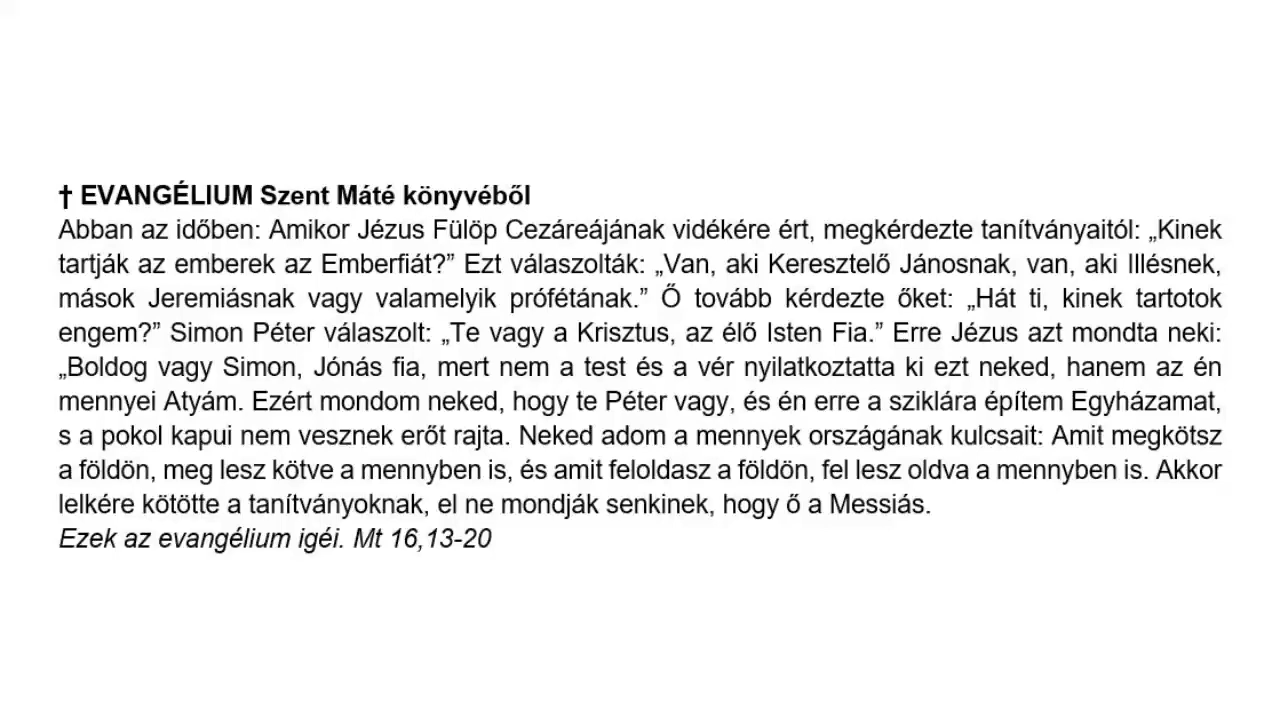 † EVANGÉLIUM Szent Máté könyvéből
Abban az időben: Amikor Jézus Fülöp Cezáreájának vidékére ért, megkérdezte tanítványaitól: „Kinek
tartják az emberek az Emberfiát?” Ezt válaszolták: „Van, aki Keresztelő Jánosnak, van, aki Illésnek,
mások Jeremiásnak vagy valamelyik prófétának.” Ő tovább kérdezte őket: „Hát ti, kinek tartotok
engem?” Simon Péter válaszolt: „Te vagy a Krisztus, az élő Isten Fia.” Erre Jézus azt mondta neki:
„Boldog vagy Simon, Jónás fia, mert nem a test és a vér nyilatkoztatta ki ezt neked, hanem az én
mennyei Atyám. Ezért mondom neked, hogy te Péter vagy, és én erre a sziklára építem Egyházamat,
s a pokol kapui nem vesznek erőt rajta. Neked adom a mennyek országának kulcsait: Amit megkötsz
a földön, meg lesz kötve a mennyben is, és amit feloldasz a földön, fel lesz oldva a mennyben is. Akkor
lelkére kötötte a tanítványoknak, el ne mondják senkinek, hogy ő a Messiás.
Ezek az evangélium igéi. Mt 16,13-20